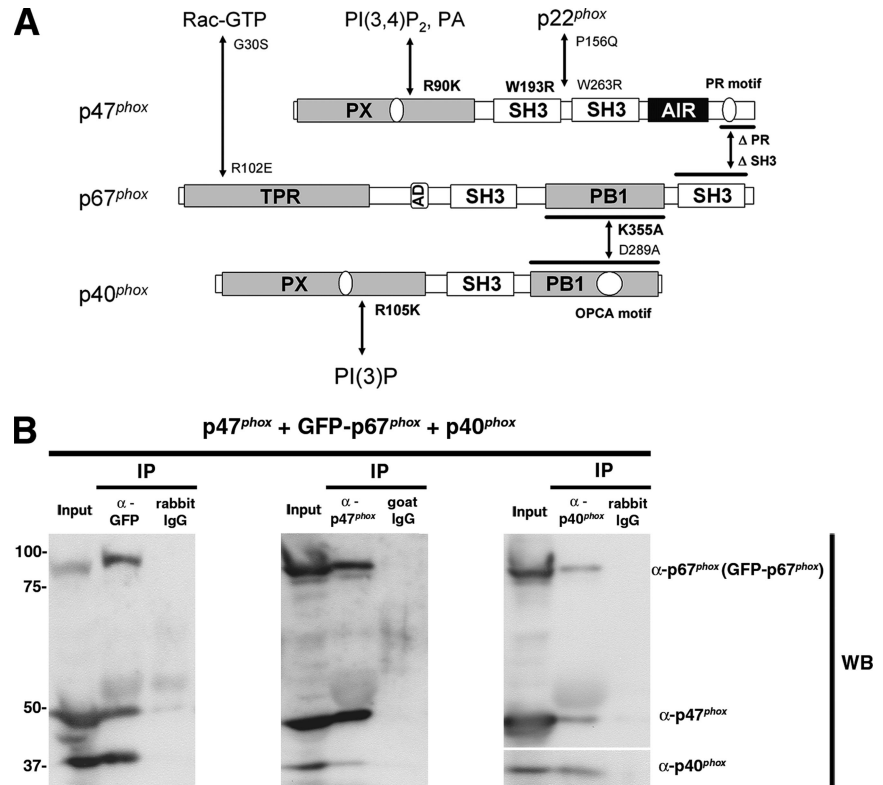 A
Rac-GTP PI(3,4)P2, PA p22phox
G30S P156Q
R90K W193R W263R PR motif
p47phox PX SH3 SH3 AIR
Δ PR
Δ SH3
R102E
p67phox TPR AD SH3 PB1 SH3
K355A
D289A
p40phox PX SH3 PB1
R105K OPCA motif
PI(3)P
B
p47phox + GFP-p67phox + p40phox
IP IP IP
Input α-GFP rabbit IgG Input α-p47phox goat IgG Input α-p40phox rabbit IgG
100-
α-p67phox (GFP-p67phox)
75-
WB
50-
α-p47phox
37-
α-p40phox